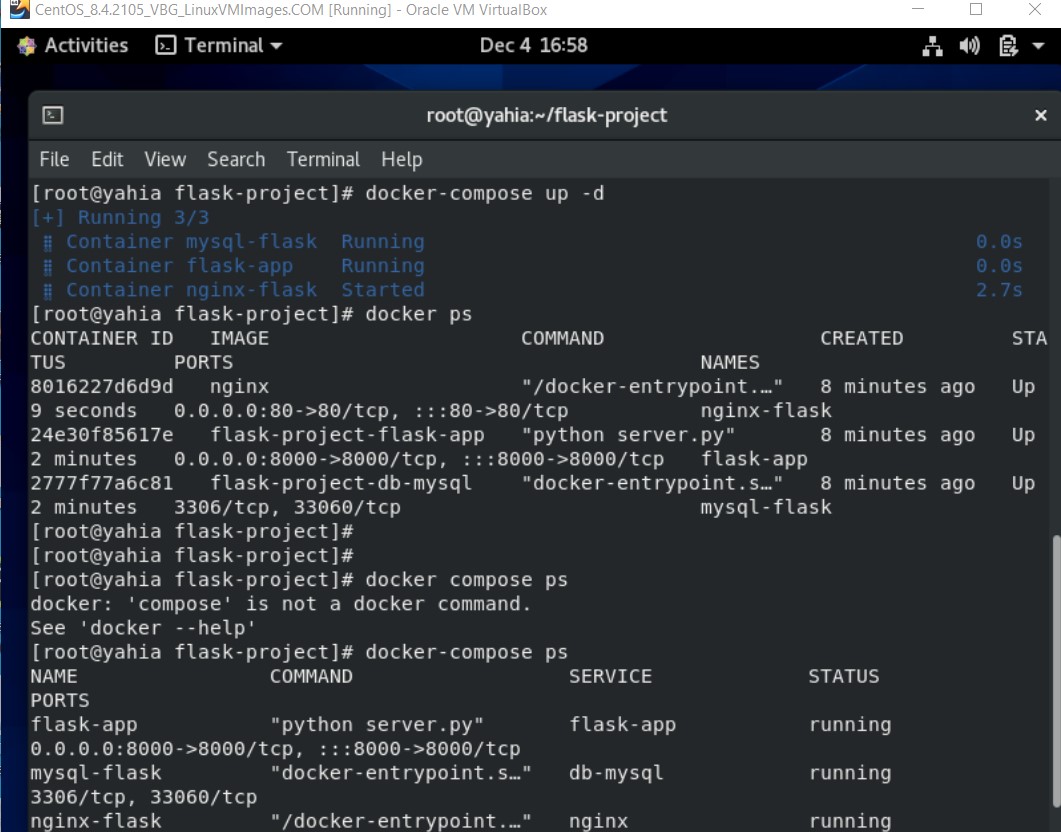 CentOS_8.4.2105_VBG_LinuxVMImages.COM [Running] - Oracle VM VirtualBox
Activities Terminal Dec 4 16:58
root@yahia:~/flask-project
File Edit View Search Terminal Help
[root@yahia flask-project]# docker-compose up -d
[+] Running 3/3
⠿ Container mysql-flask  Running 0.0s
⠿ Container flask-app    Running 0.0s
⠿ Container nginx-flask  Started 2.7s
[root@yahia flask-project]# docker ps
CONTAINER ID   IMAGE                     COMMAND                  CREATED         STA
TUS         PORTS                                       NAMES
8016227d6d9d   nginx                     "/docker-entrypoint.…"   8 minutes ago   Up
9 seconds   0.0.0.0:80->80/tcp, :::80->80/tcp           nginx-flask
24e30f85617e   flask-project-flask-app   "python server.py"       8 minutes ago   Up
2 minutes   0.0.0.0:8000->8000/tcp, :::8000->8000/tcp   flask-app
2777f77a6c81   flask-project-db-mysql    "docker-entrypoint.s…"   8 minutes ago   Up
2 minutes   3306/tcp, 33060/tcp                         mysql-flask
[root@yahia flask-project]#
[root@yahia flask-project]#
[root@yahia flask-project]# docker compose ps
docker: 'compose' is not a docker command.
See 'docker --help'
[root@yahia flask-project]# docker-compose ps
NAME                COMMAND                  SERVICE             STATUS
PORTS
flask-app           "python server.py"       flask-app           running
0.0.0.0:8000->8000/tcp, :::8000->8000/tcp
mysql-flask         "docker-entrypoint.s…"   db-mysql            running
3306/tcp, 33060/tcp
nginx-flask         "/docker-entrypoint.…"   nginx               running